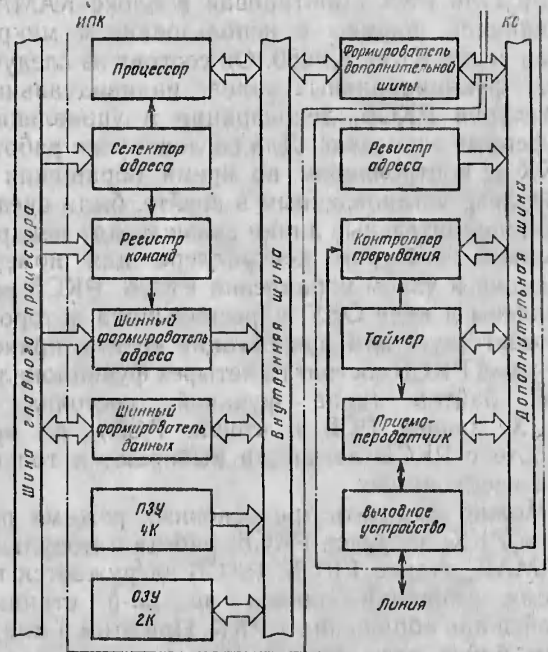 ИПК
КС
Процессор
Селектор
адреса
Регистр
команд
Шинный
формирователь
адреса
Шинный
формирователь
данных
ПЗУ
4К
ОЗУ
2К
Формирователь
дополнительной
шины
Регистр
адреса
Контроллер
прерывания
Таймер
Приемо-
передатчик
Выходное
устройство
Линия
Шина главного процессора
Внутренняя шина
Дополнительная шина